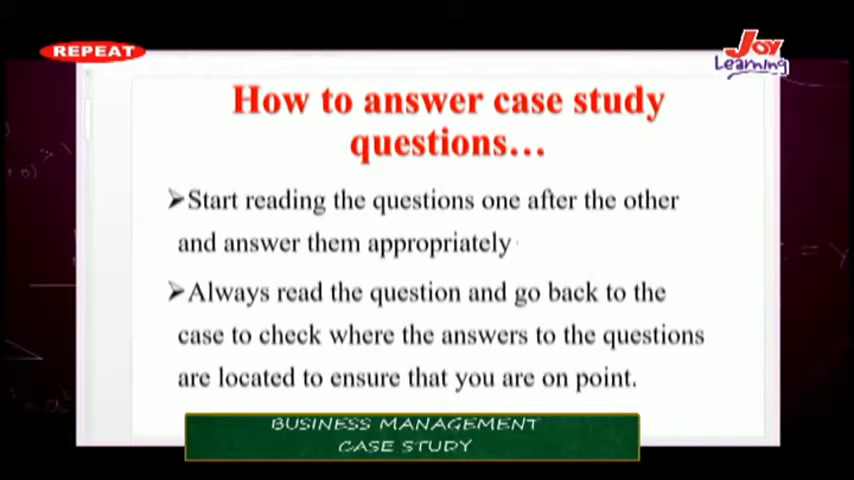 REPEAT
Joy
Learning
How to answer case study
questions...
➢Start reading the questions one after the other
and answer them appropriately
➢Always read the question and go back to the
case to check where the answers to the questions
are located to ensure that you are on point.
BUSINESS MANAGEMENT
CASE STUDY